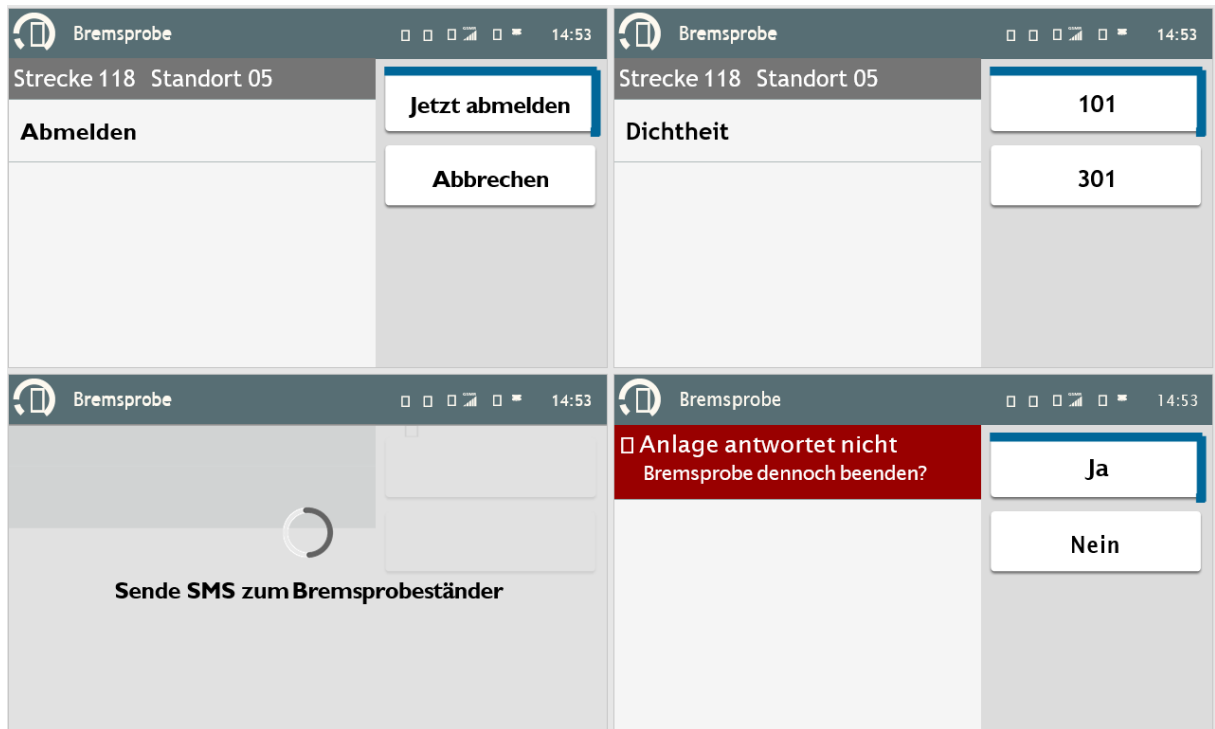 Bremsprobe 14:53
Strecke 118 Standort 05
Abmelden
Jetzt abmelden
Abbrechen
Bremsprobe 14:53
Strecke 118 Standort 05
Dichtheit
101
301
Bremsprobe 14:53
Sende SMS zum Bremsprobeständer
Bremsprobe 14:53
Anlage antwortet nicht
Bremsprobe dennoch beenden?
Ja
Nein